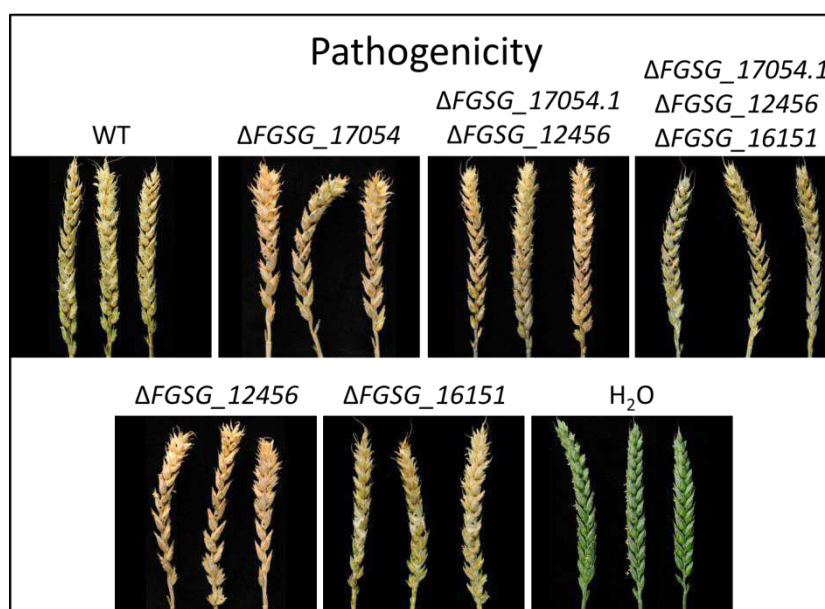 Pathogenicity
WT
ΔFGSG_17054
ΔFGSG_17054.1
ΔFGSG_12456
ΔFGSG_17054.1
ΔFGSG_12456
ΔFGSG_16151
ΔFGSG_12456
ΔFGSG_16151
H₂O